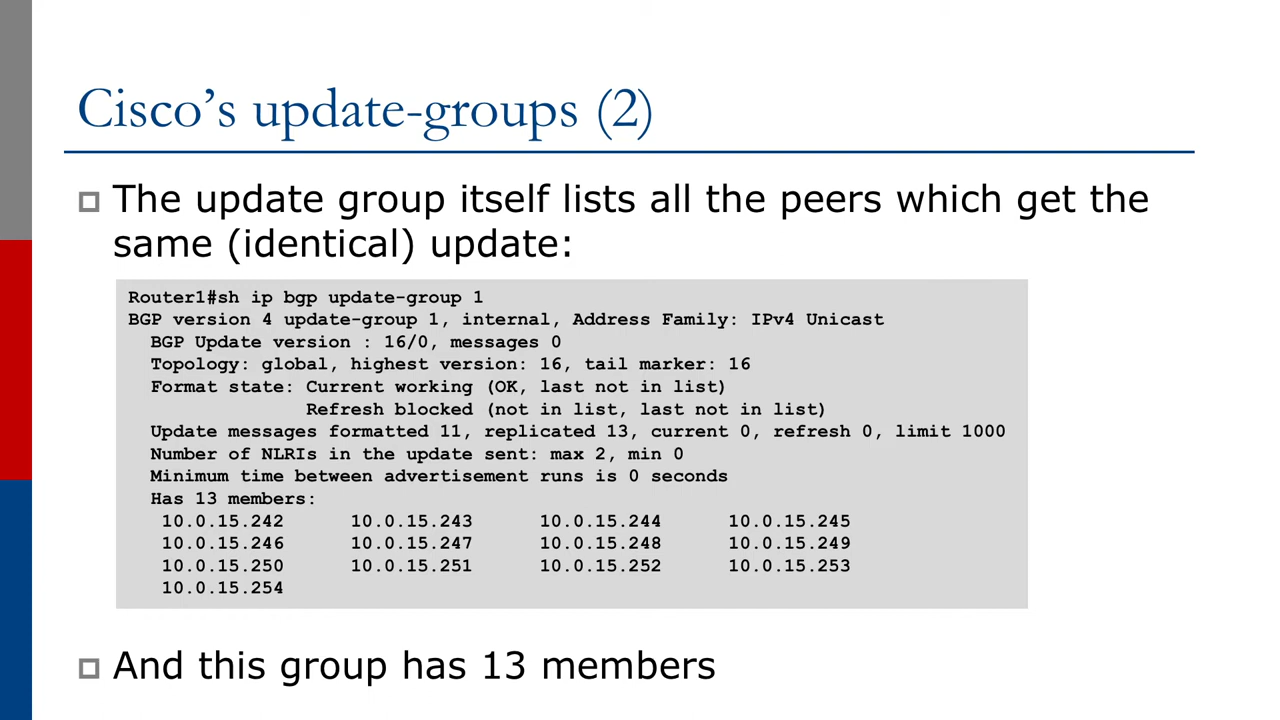 Cisco’s update-groups (2)
The update group itself lists all the peers which get the
same (identical) update:
Router1#sh ip bgp update-group 1
BGP version 4 update-group 1, internal, Address Family: IPv4 Unicast
BGP Update version : 16/0, messages 0
Topology: global, highest version: 16, tail marker: 16
Format state: Current working (OK, last not in list)
Refresh blocked (not in list, last not in list)
Update messages formatted 11, replicated 13, current 0, refresh 0, limit 1000
Number of NLRIs in the update sent: max 2, min 0
Minimum time between advertisement runs is 0 seconds
Has 13 members:
10.0.15.242 10.0.15.243 10.0.15.244 10.0.15.245
10.0.15.246 10.0.15.247 10.0.15.248 10.0.15.249
10.0.15.250 10.0.15.251 10.0.15.252 10.0.15.253
10.0.15.254
And this group has 13 members